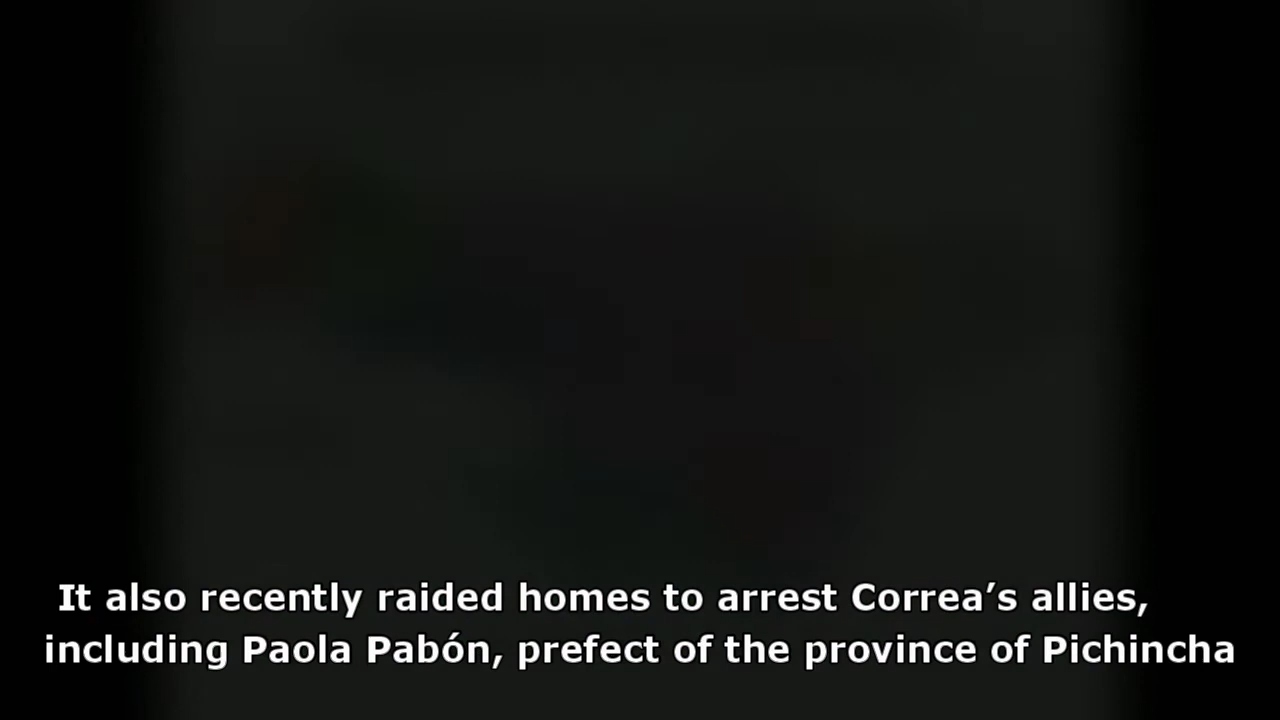 It also recently raided homes to arrest Correa’s allies,
including Paola Pabón, prefect of the province of Pichincha